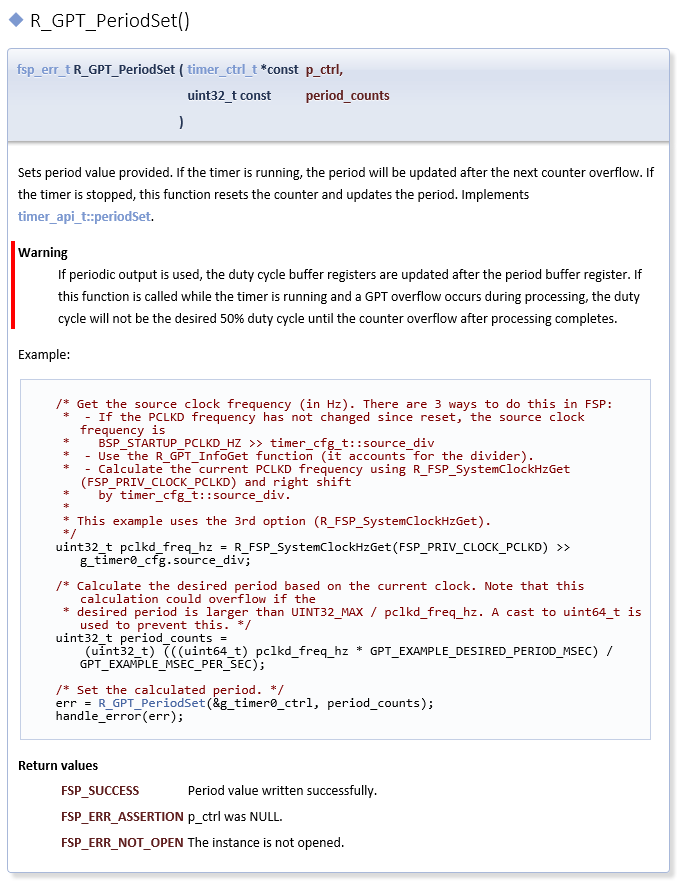 R_GPT_PeriodSet()
fsp_err_t R_GPT_PeriodSet ( timer_ctrl_t *const p_ctrl,
uint32_t const period_counts
)
Sets period value provided. If the timer is running, the period will be updated after the next counter overflow. If
the timer is stopped, this function resets the counter and updates the period. Implements
timer_api_t::periodSet.
Warning
If periodic output is used, the duty cycle buffer registers are updated after the period buffer register. If
this function is called while the timer is running and a GPT overflow occurs during processing, the duty
cycle will not be the desired 50% duty cycle until the counter overflow after processing completes.
Example:
/* Get the source clock frequency (in Hz). There are 3 ways to do this in FSP:
*  - If the PCLKD frequency has not changed since reset, the source clock
frequency is
*    BSP_STARTUP_PCLKD_HZ >> timer_cfg_t::source_div
*  - Use the R_GPT_InfoGet function (it accounts for the divider).
*  - Calculate the current PCLKD frequency using R_FSP_SystemClockHzGet
(FSP_PRIV_CLOCK_PCLKD) and right shift
*    by timer_cfg_t::source_div.
*
* This example uses the 3rd option (R_FSP_SystemClockHzGet).
*/
uint32_t pclkd_freq_hz = R_FSP_SystemClockHzGet(FSP_PRIV_CLOCK_PCLKD) >>
g_timer0_cfg.source_div;
/* Calculate the desired period based on the current clock. Note that this
calculation could overflow if the
* desired period is larger than UINT32_MAX / pclkd_freq_hz. A cast to uint64_t is
used to prevent this. */
uint32_t period_counts =
(uint32_t) (((uint64_t) pclkd_freq_hz * GPT_EXAMPLE_DESIRED_PERIOD_MSEC) /
GPT_EXAMPLE_MSEC_PER_SEC);
/* Set the calculated period. */
err = R_GPT_PeriodSet(&g_timer0_ctrl, period_counts);
handle_error(err);
Return values
FSP_SUCCESS Period value written successfully.
FSP_ERR_ASSERTION p_ctrl was NULL.
FSP_ERR_NOT_OPEN The instance is not opened.